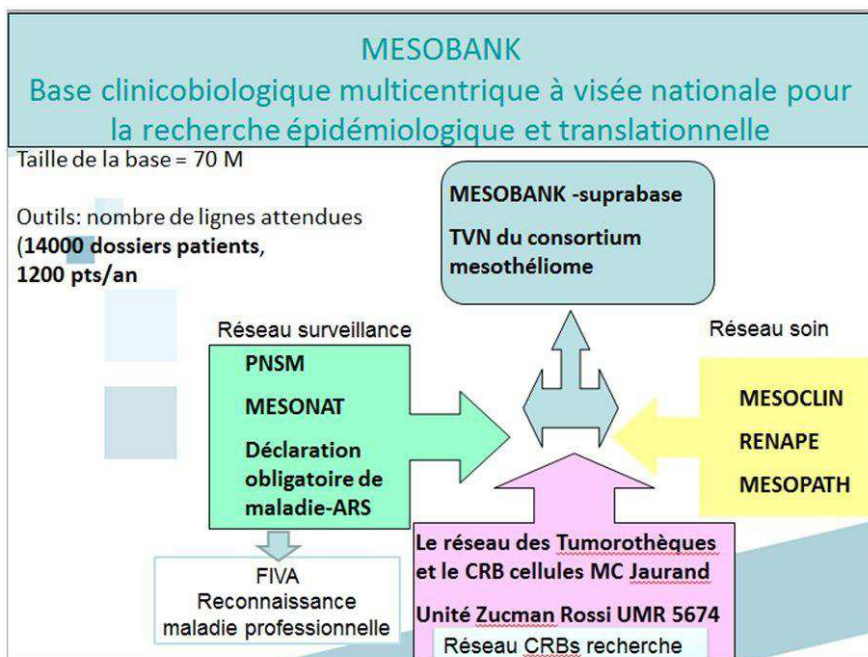 MESOBANK
Base clinicobiologique multicentrique à visée nationale pour
la recherche épidémiologique et translationnelle
Taille de la base = 70 M
Outils: nombre de lignes attendues
(14000 dossiers patients,
1200 pts/an
MESOBANK -suprabase
TVN du consortium
mesothéliome
Réseau surveillance
PNSM
MESONAT
Déclaration
obligatoire de
maladie-ARS
Réseau soin
MESOCLIN
RENAPE
MESOPATH
FIVA
Reconnaissance
maladie professionnelle
Le réseau des Tumorothèques
et le CRB cellules MC Jaurand
Unité Zucman Rossi UMR 5674
Réseau CRBs recherche